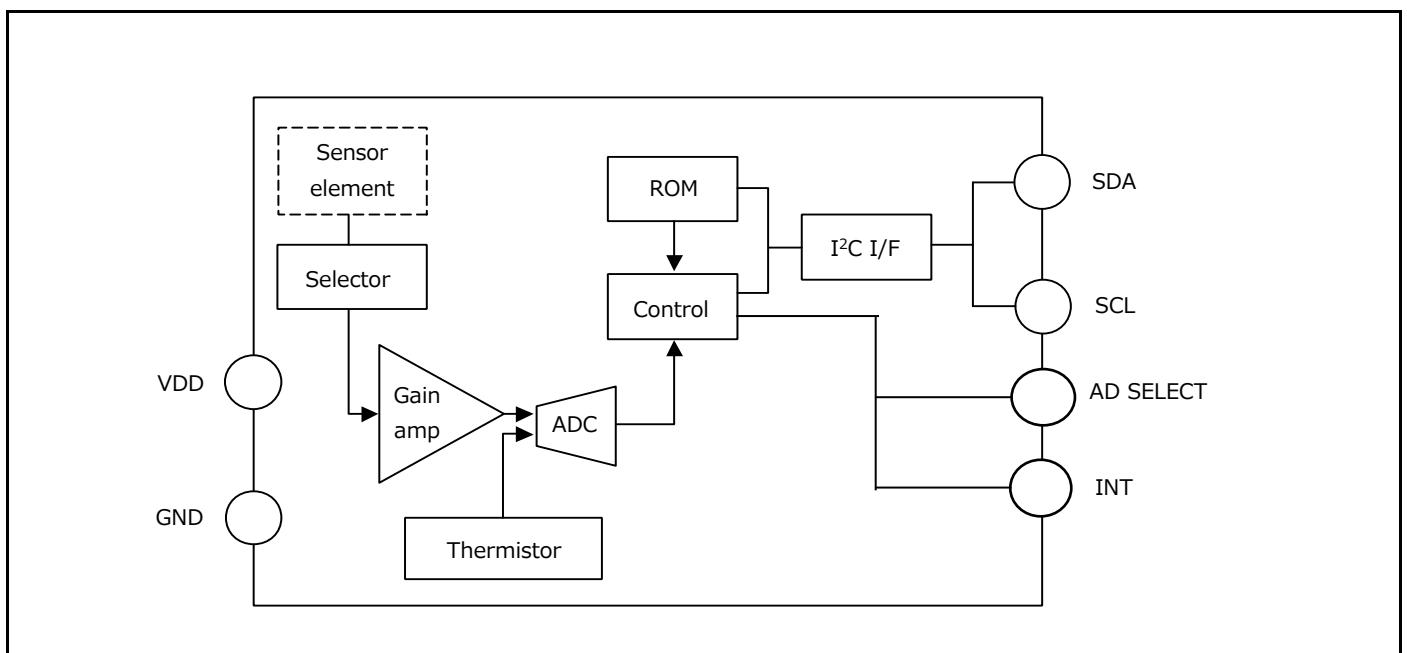 Sensor
element
Selector
ROM
I²C I/F
Control
SDA
SCL
AD SELECT
INT
VDD
GND
Gain
amp
ADC
Thermistor